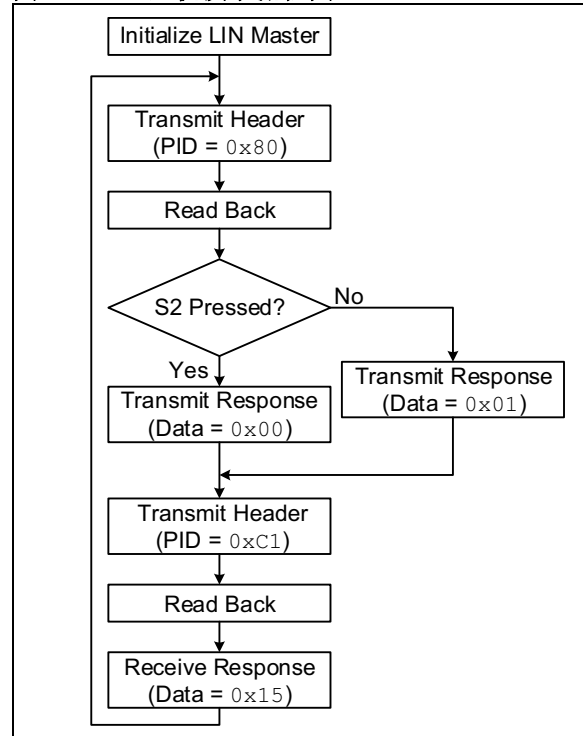 Initialize LIN Master
Transmit Header
(PID = 0x80)
Read Back
S2 Pressed?
No
Yes
Transmit Response
(Data = 0x01)
Transmit Response
(Data = 0x00)
Transmit Header
(PID = 0xC1)
Read Back
Receive Response
(Data = 0x15)